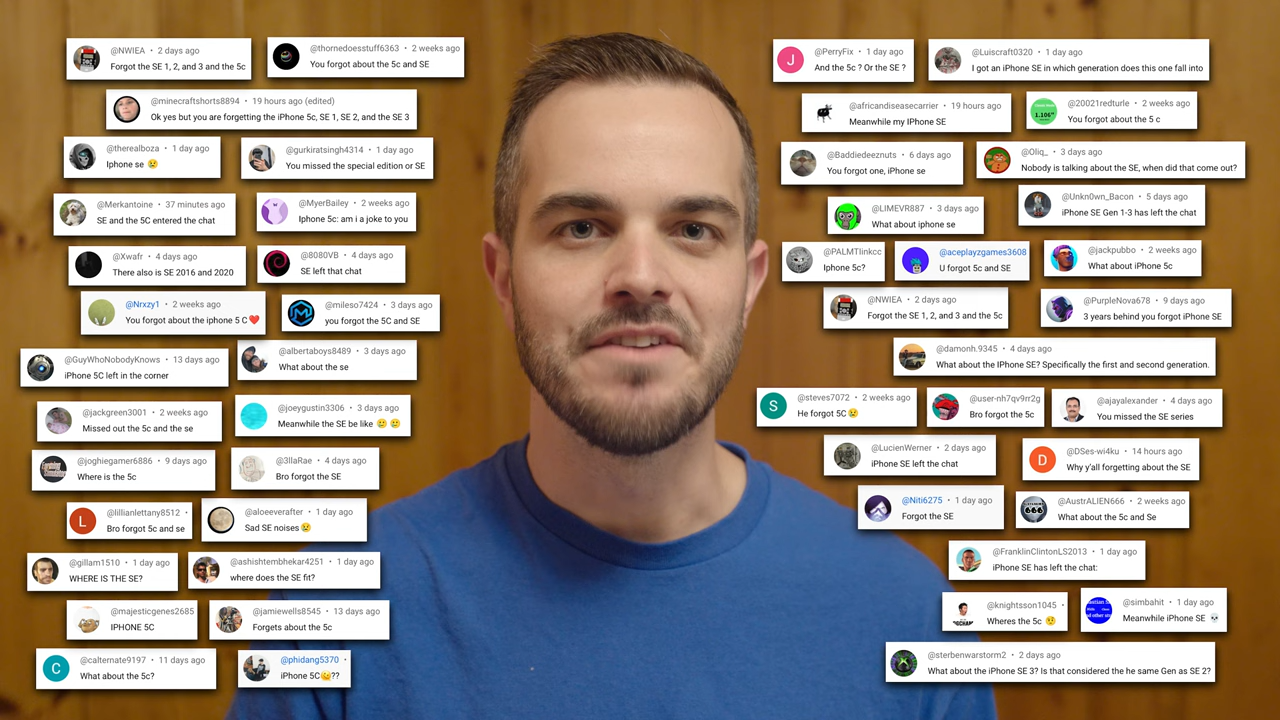 @NWIEA • 2 days ago
Forgot the SE 1, 2, and 3 and the 5c
@thornedoesstuff6363 • 2 weeks ago
You forgot about the 5c and SE
@minecraftshorts8894 • 19 hours ago (edited)
Ok yes but you are forgetting the iPhone 5c, SE 1, SE 2, and the SE 3
@therealboza • 1 day ago
Iphone se 😢
@gurkiratsingh4314 • 1 day ago
You missed the special edition or SE
@Merkantoine • 37 minutes ago
SE and the 5C entered the chat
@MyerBailey • 2 weeks ago
Iphone 5c: am i a joke to you
@Xwafr • 4 days ago
There also is SE 2016 and 2020
@8080VB • 4 days ago
SE left that chat
@Nrxzy1 • 2 weeks ago
You forgot about the iphone 5 C❤️
@mileso7424 • 3 days ago
you forgot the 5C and SE
@GuyWhoNobodyKnows • 13 days ago
iPhone 5C left in the corner
@albertaboys8489 • 3 days ago
What about the se
@jackgreen3001 • 2 weeks ago
Missed out the 5c and the se
@joeygustin3306 • 3 days ago
Meanwhile the SE be like 🥲 🥲
@joghiegamer6886 • 9 days ago
Where is the 5c
@3llaRae • 4 days ago
Bro forgot the SE
L
@lillianlettany8512 •
Bro forgot 5c and se
@aloeeverafter • 1 day ago
Sad SE noises 😢
@gillam1510 • 1 day ago
WHERE IS THE SE?
@ashishtembhekar4251 • 1 day ago
where does the SE fit?
@majesticgenes2685
IPHONE 5C
@jamiewells8545 • 13 days ago
Forgets about the 5c
C
@calternate9197 • 11 days ago
What about the 5c?
@phidang5370 •
iPhone 5C🫠??
J
@PerryFix • 1 day ago
And the 5c ? Or the SE ?
@Luiscraft0320 • 1 day ago
I got an iPhone SE in which generation does this one fall into
@africandiseasecarrier • 19 hours ago
Meanwhile my IPhone SE
1,106"
@20021redturle • 2 weeks ago
You forgot about the 5 c
@Baddiedeeznuts • 6 days ago
You forgot one, iPhone se
@Oliq_ • 3 days ago
Nobody is talking about the SE, when did that come out?
@LIMEVR887 • 3 days ago
What about iphone se
@Unkn0wn_Bacon • 5 days ago
iPhone SE Gen 1-3 has left the chat
@PALMTlinkcc
Iphone 5c?
@aceplayzgames3608
U forgot 5c and SE
@jackpubbo • 2 weeks ago
What about iPhone 5c
@NWIEA • 2 days ago
Forgot the SE 1, 2, and 3 and the 5c
@PurpleNova678 • 9 days ago
3 years behind you forgot iPhone SE
@damonh.9345 • 4 days ago
What about the IPhone SE? Specifically the first and second generation.
S
@steves7072 • 2 weeks ago
He forgot 5C😢
@user-nh7qv9rr2g
Bro forgot the 5c
@ajayalexander • 4 days ago
You missed the SE series
@LucienWerner • 2 days ago
iPhone SE left the chat
D
@DSes-wi4ku • 14 hours ago
Why y'all forgetting about the SE
@Niti6275 • 1 day ago
Forgot the SE
666
@AustrALIEN666 • 2 weeks ago
What about the 5c and Se
@FranklinClintonLS2013 • 1 day ago
iPhone SE has left the chat:
@knightsson1045 •
Wheres the 5c 🤨
@simbahit • 1 day ago
Meanwhile iPhone SE 💀
@sterbenwarstorm2 • 2 days ago
What about the iPhone SE 3? Is that considered the he same Gen as SE 2?